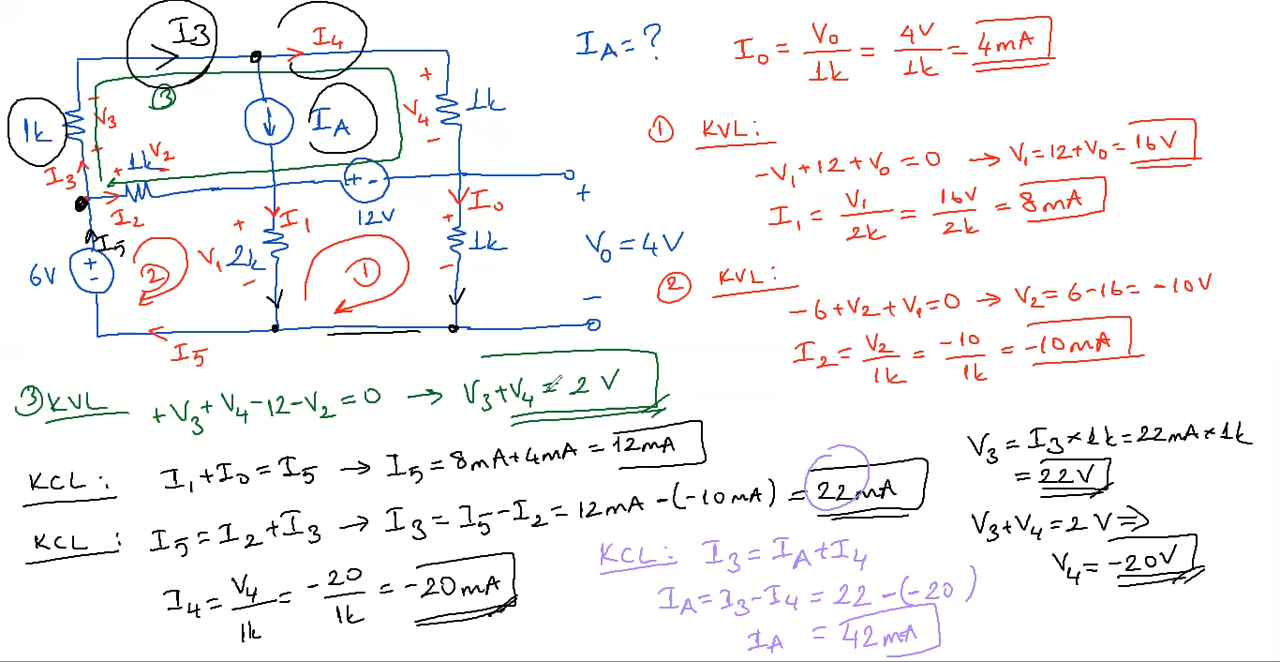 I3
I4
IA = ?
I0 = V0/1k = 4V/1k = 4mA
1k
V3
3
IA
V4
1k
+
-
1k
V2
I3
I2
+ -
12V
I5
I1
I0
+
6V
+
-
2
V1
2k
1
1k
V0 = 4V
-
I5
① KVL:
-V1+12+V0=0 → V1=12+V0=16V
I1 = V1/2k = 16V/2k = 8mA
② KVL:
-6+V2+V1=0 → V2=6-16= -10V
I2 = V2/1k = -10/1k = -10mA
③ KVL +V3+V4-12-V2=0 → V3+V4 = 2 V
KCL: I1+I0=I5 → I5=8mA+4mA=12mA
KCL: I5=I2+I3 → I3=I5-I2=12mA-(-10mA)=22mA
I4 = V4/1k = -20/1k = -20mA
KCL: I3=IA+I4
IA=I3-I4=22-(-20)
IA = 42mA
V3=I3×1k=22mA×1k
= 22V
V3+V4=2V ⇒
V4=-20V